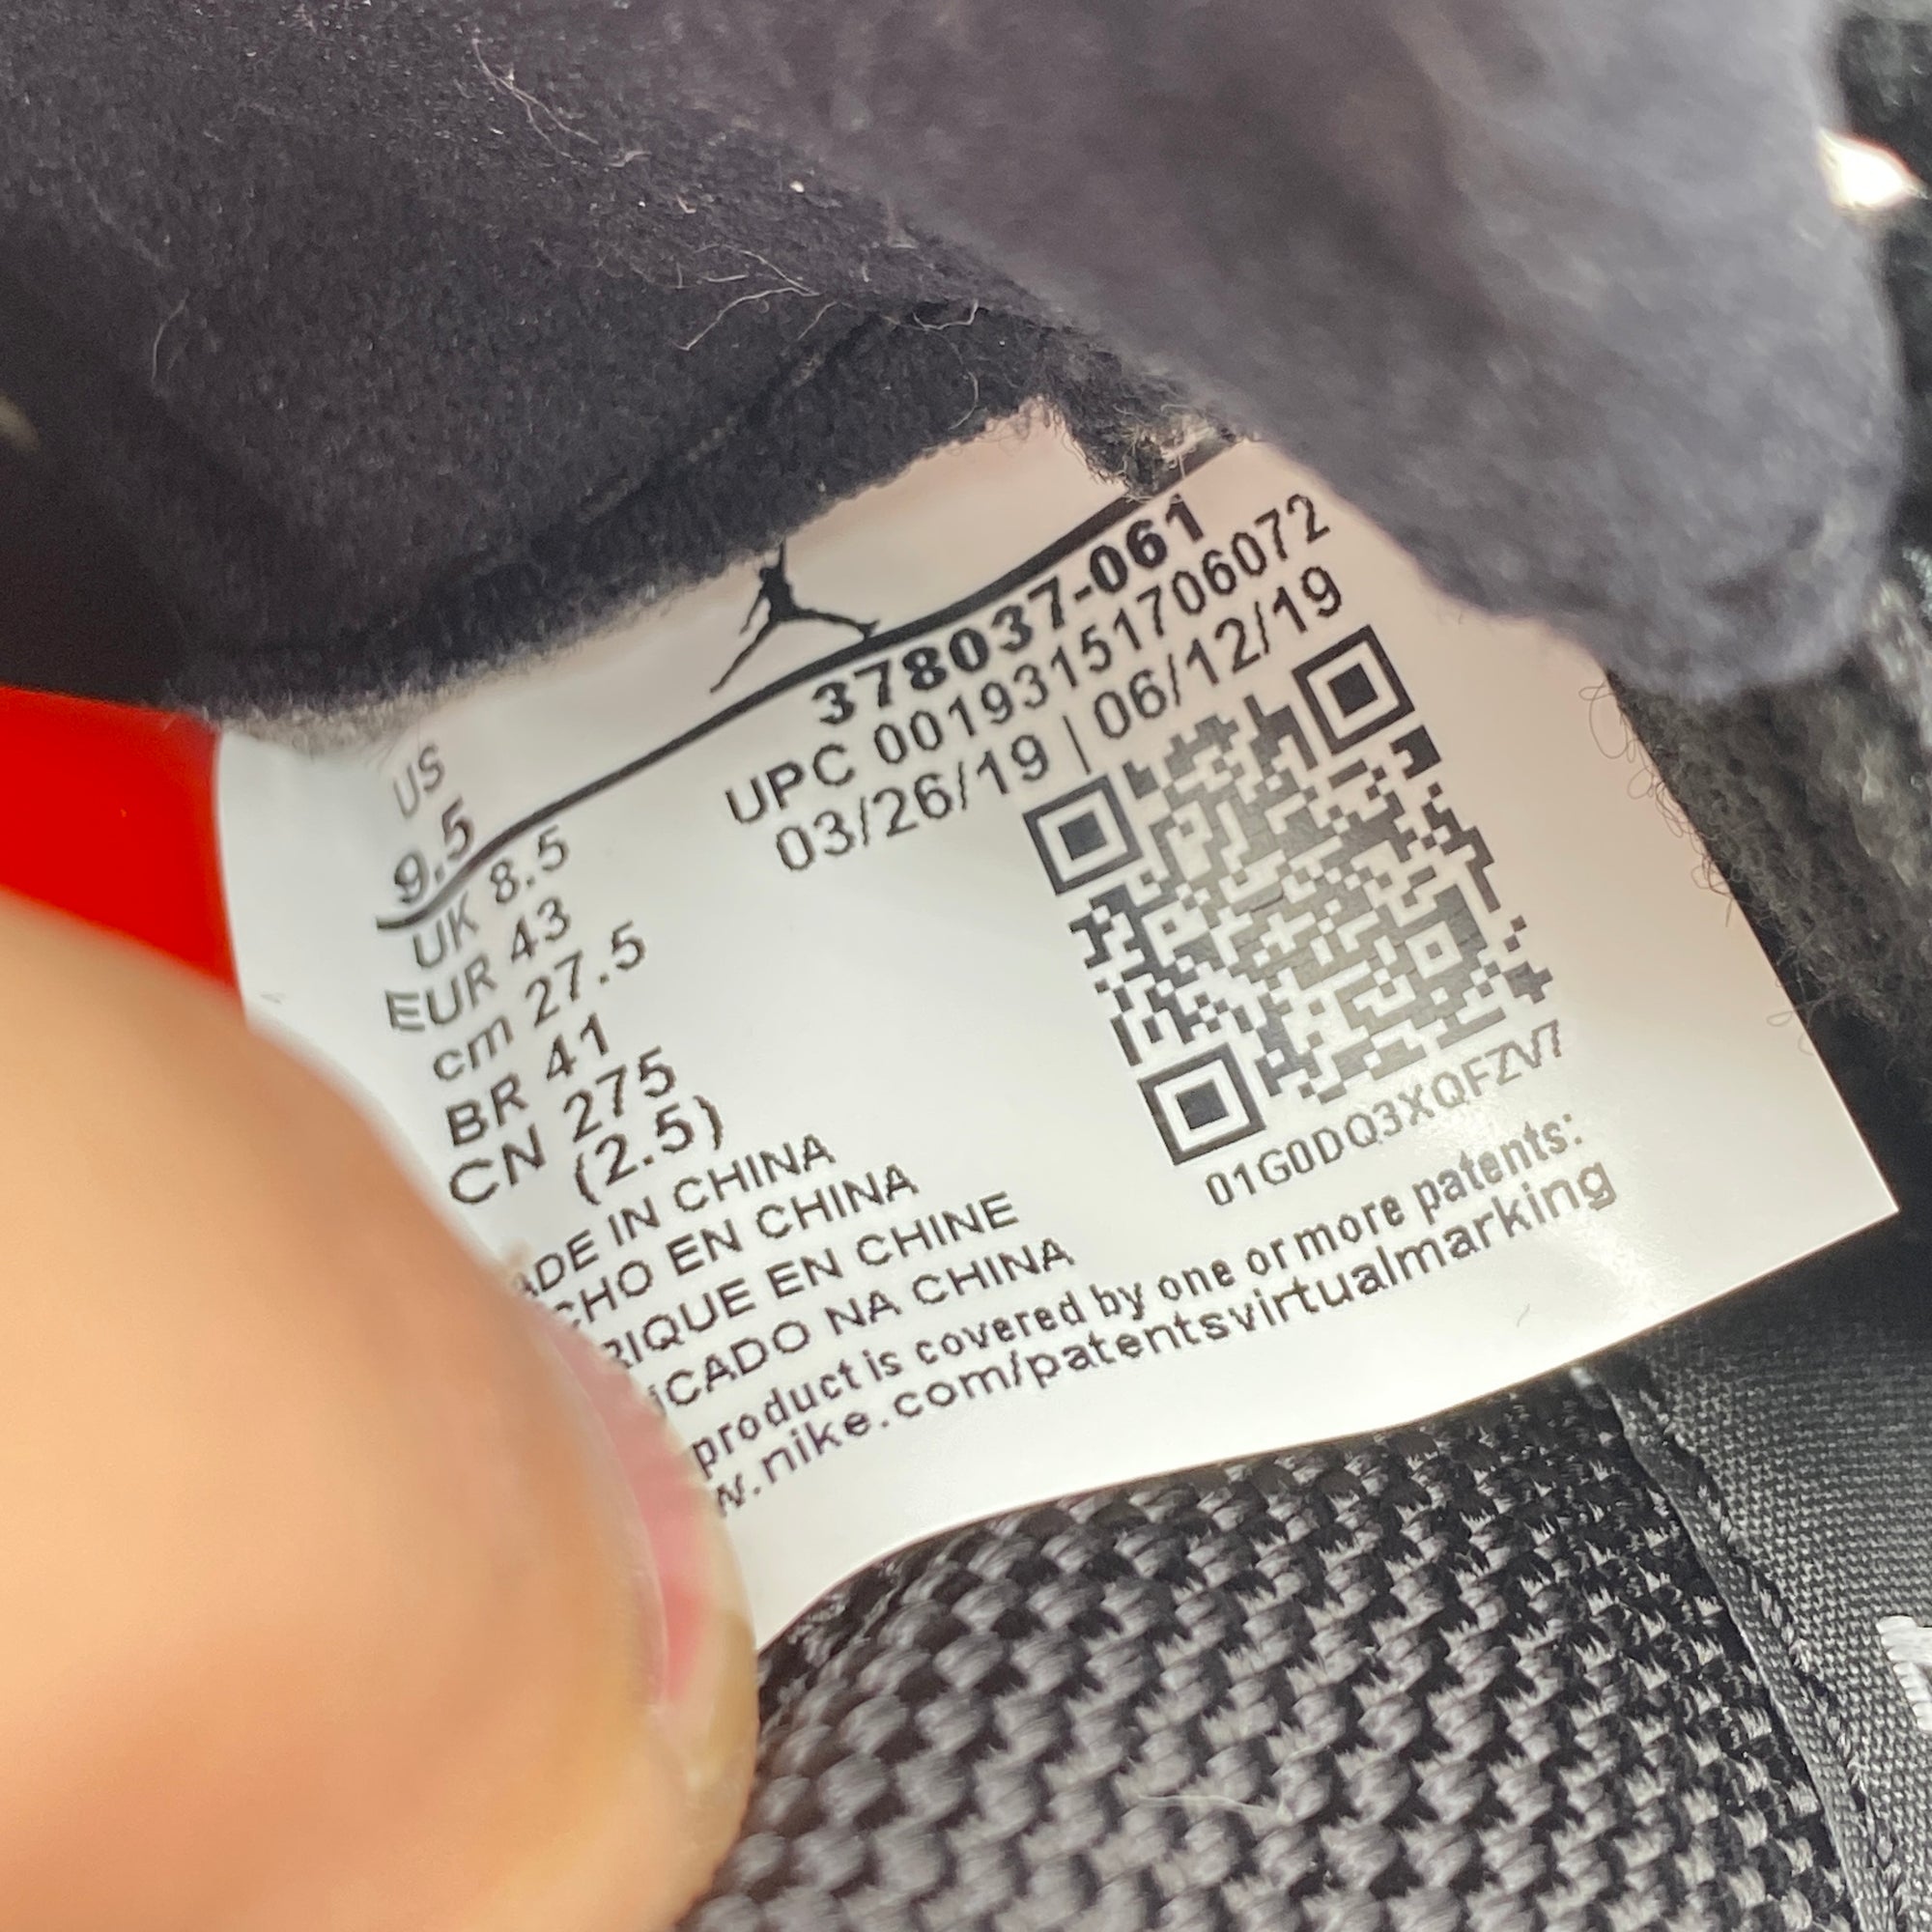 378037-061
UPC 00193151706072
03/26/19 | 06/12/19
US
9.5
UK 8.5
EUR 43
cm 27.5
BR 41
CN 275
(2.5)
01G0DQ3XQFZV7
ADE IN CHINA
CHO EN CHINA
RIQUE EN CHINE
ICADO NA CHINA
product is covered by one or more patents:
w.nike.com/patentsvirtualmarking